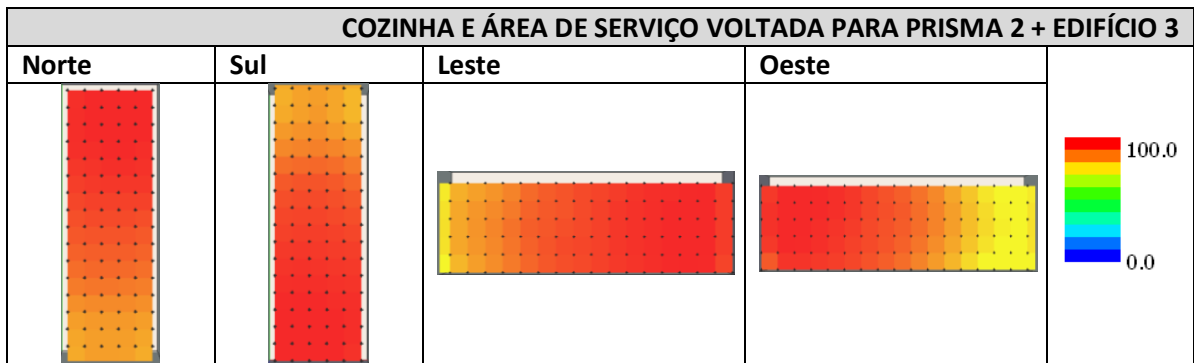 COZINHA E ÁREA DE SERVIÇO VOLTADA PARA PRISMA 2 + EDIFÍCIO 3
Norte
Sul
Leste
Oeste
100.0
0.0